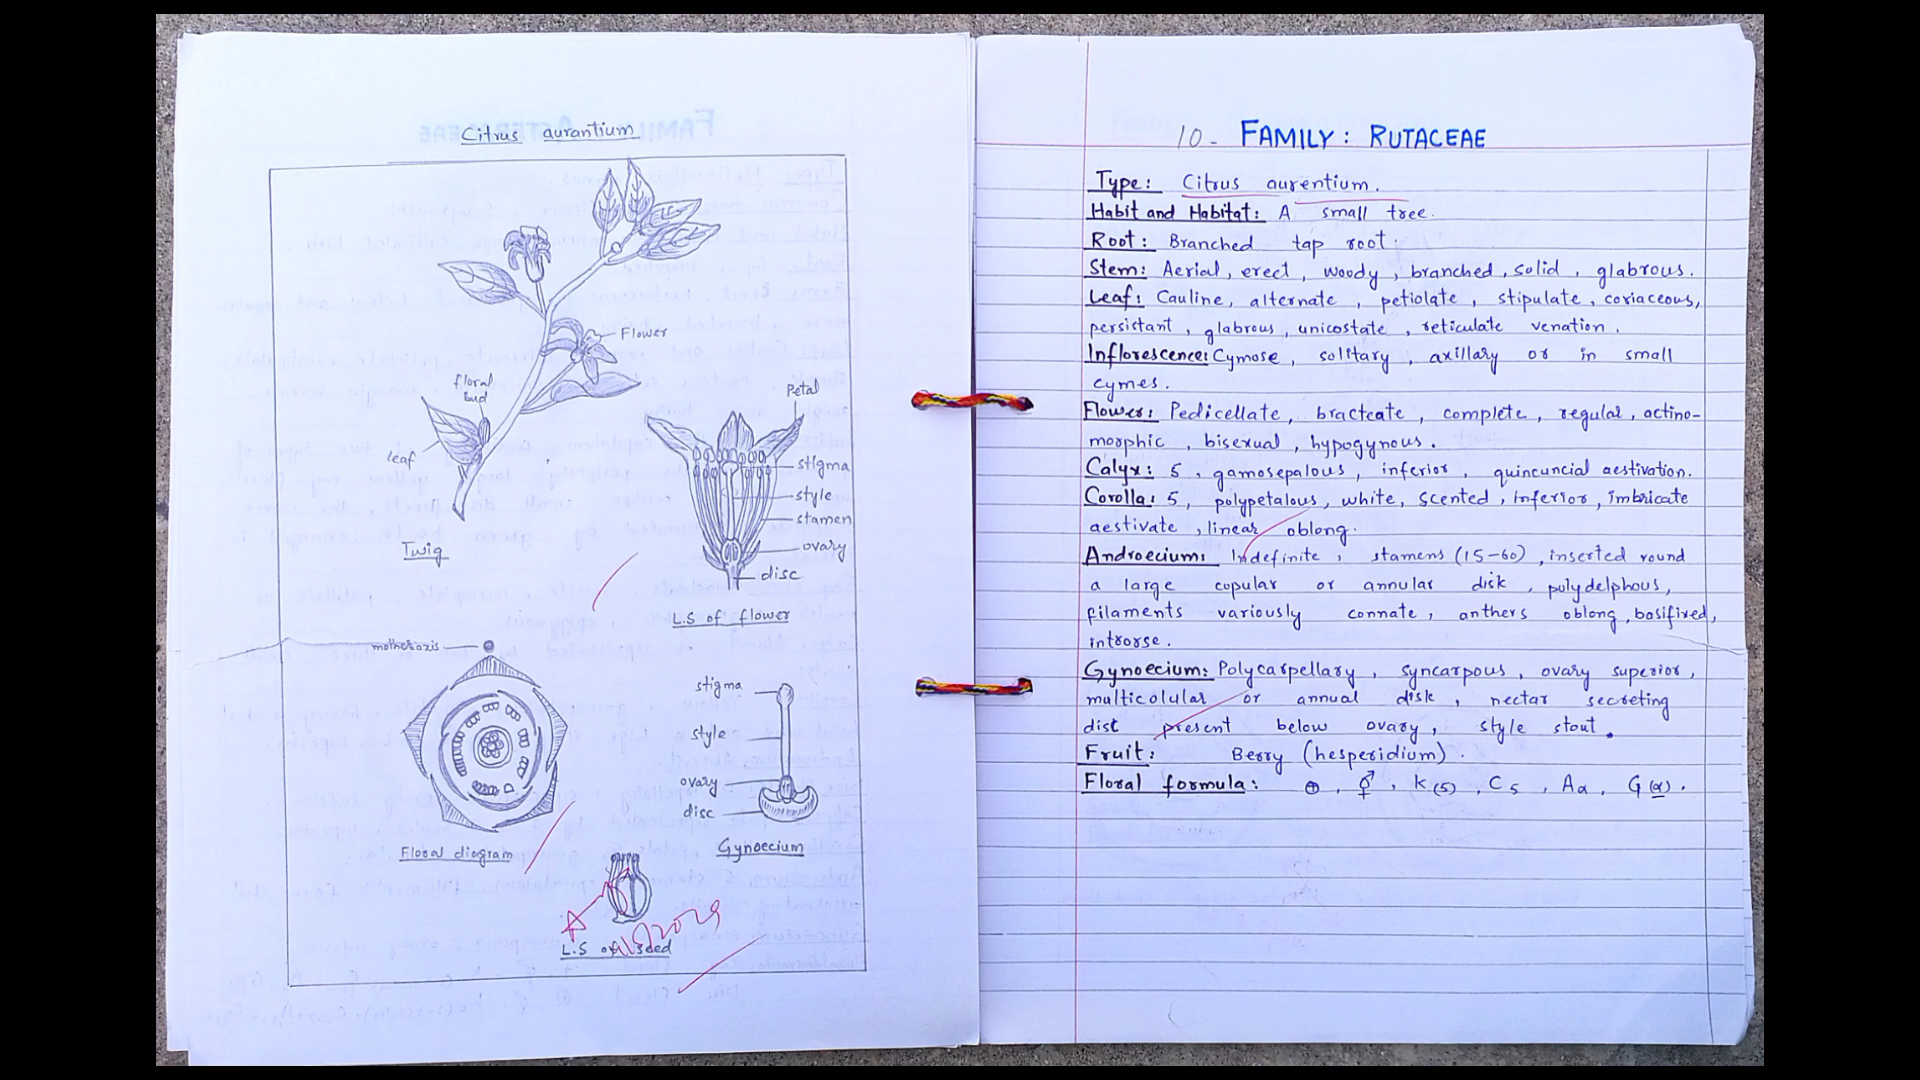 Citrus aurantium
Flower
floral
bud
leaf
Twig
Petal
stigma
style
stamen
ovary
disc
L.S of flower
mother axis
Floral diagram
stigma
style
ovary
disc
Gynoecium
L.S of seed
10- FAMILY: RUTACEAE
Type: Citrus aurentium.
Habit and Habitat: A small tree.
Root: Branched tap root.
Stem: Aerial, erect, woody, branched, solid, glabrous.
Leaf: Cauline, alternate, petiolate, stipulate, coriaceous,
persistant, glabrous, unicostate, reticulate venation.
Inflorescence: Cymose, solitary, axillary or in small
cymes.
Flower: Pedicellate, bracteate, complete, regular, actino-
morphic, bisexual, hypogynous.
Calyx: 5, gamosepalous, inferior, quincuncial aestivation.
Corolla: 5, polypetalous, white, scented, inferior, imbricate
aestivate, linear oblong.
Androecium: Indefinite, stamens (15-60), inserted round
a large copular or annular disk, polydelphous,
filaments variously connate, anthers oblong, basifixed,
introrse.
Gynoecium: Polycarpellary, syncarpous, ovary superior,
multicolular or annual disk, nectar secreting
dist present below ovary, style stout.
Fruit: Berry (hesperidium).
Floral formula: ⊕, ⚥, K(5), C5, Aα, G(α).